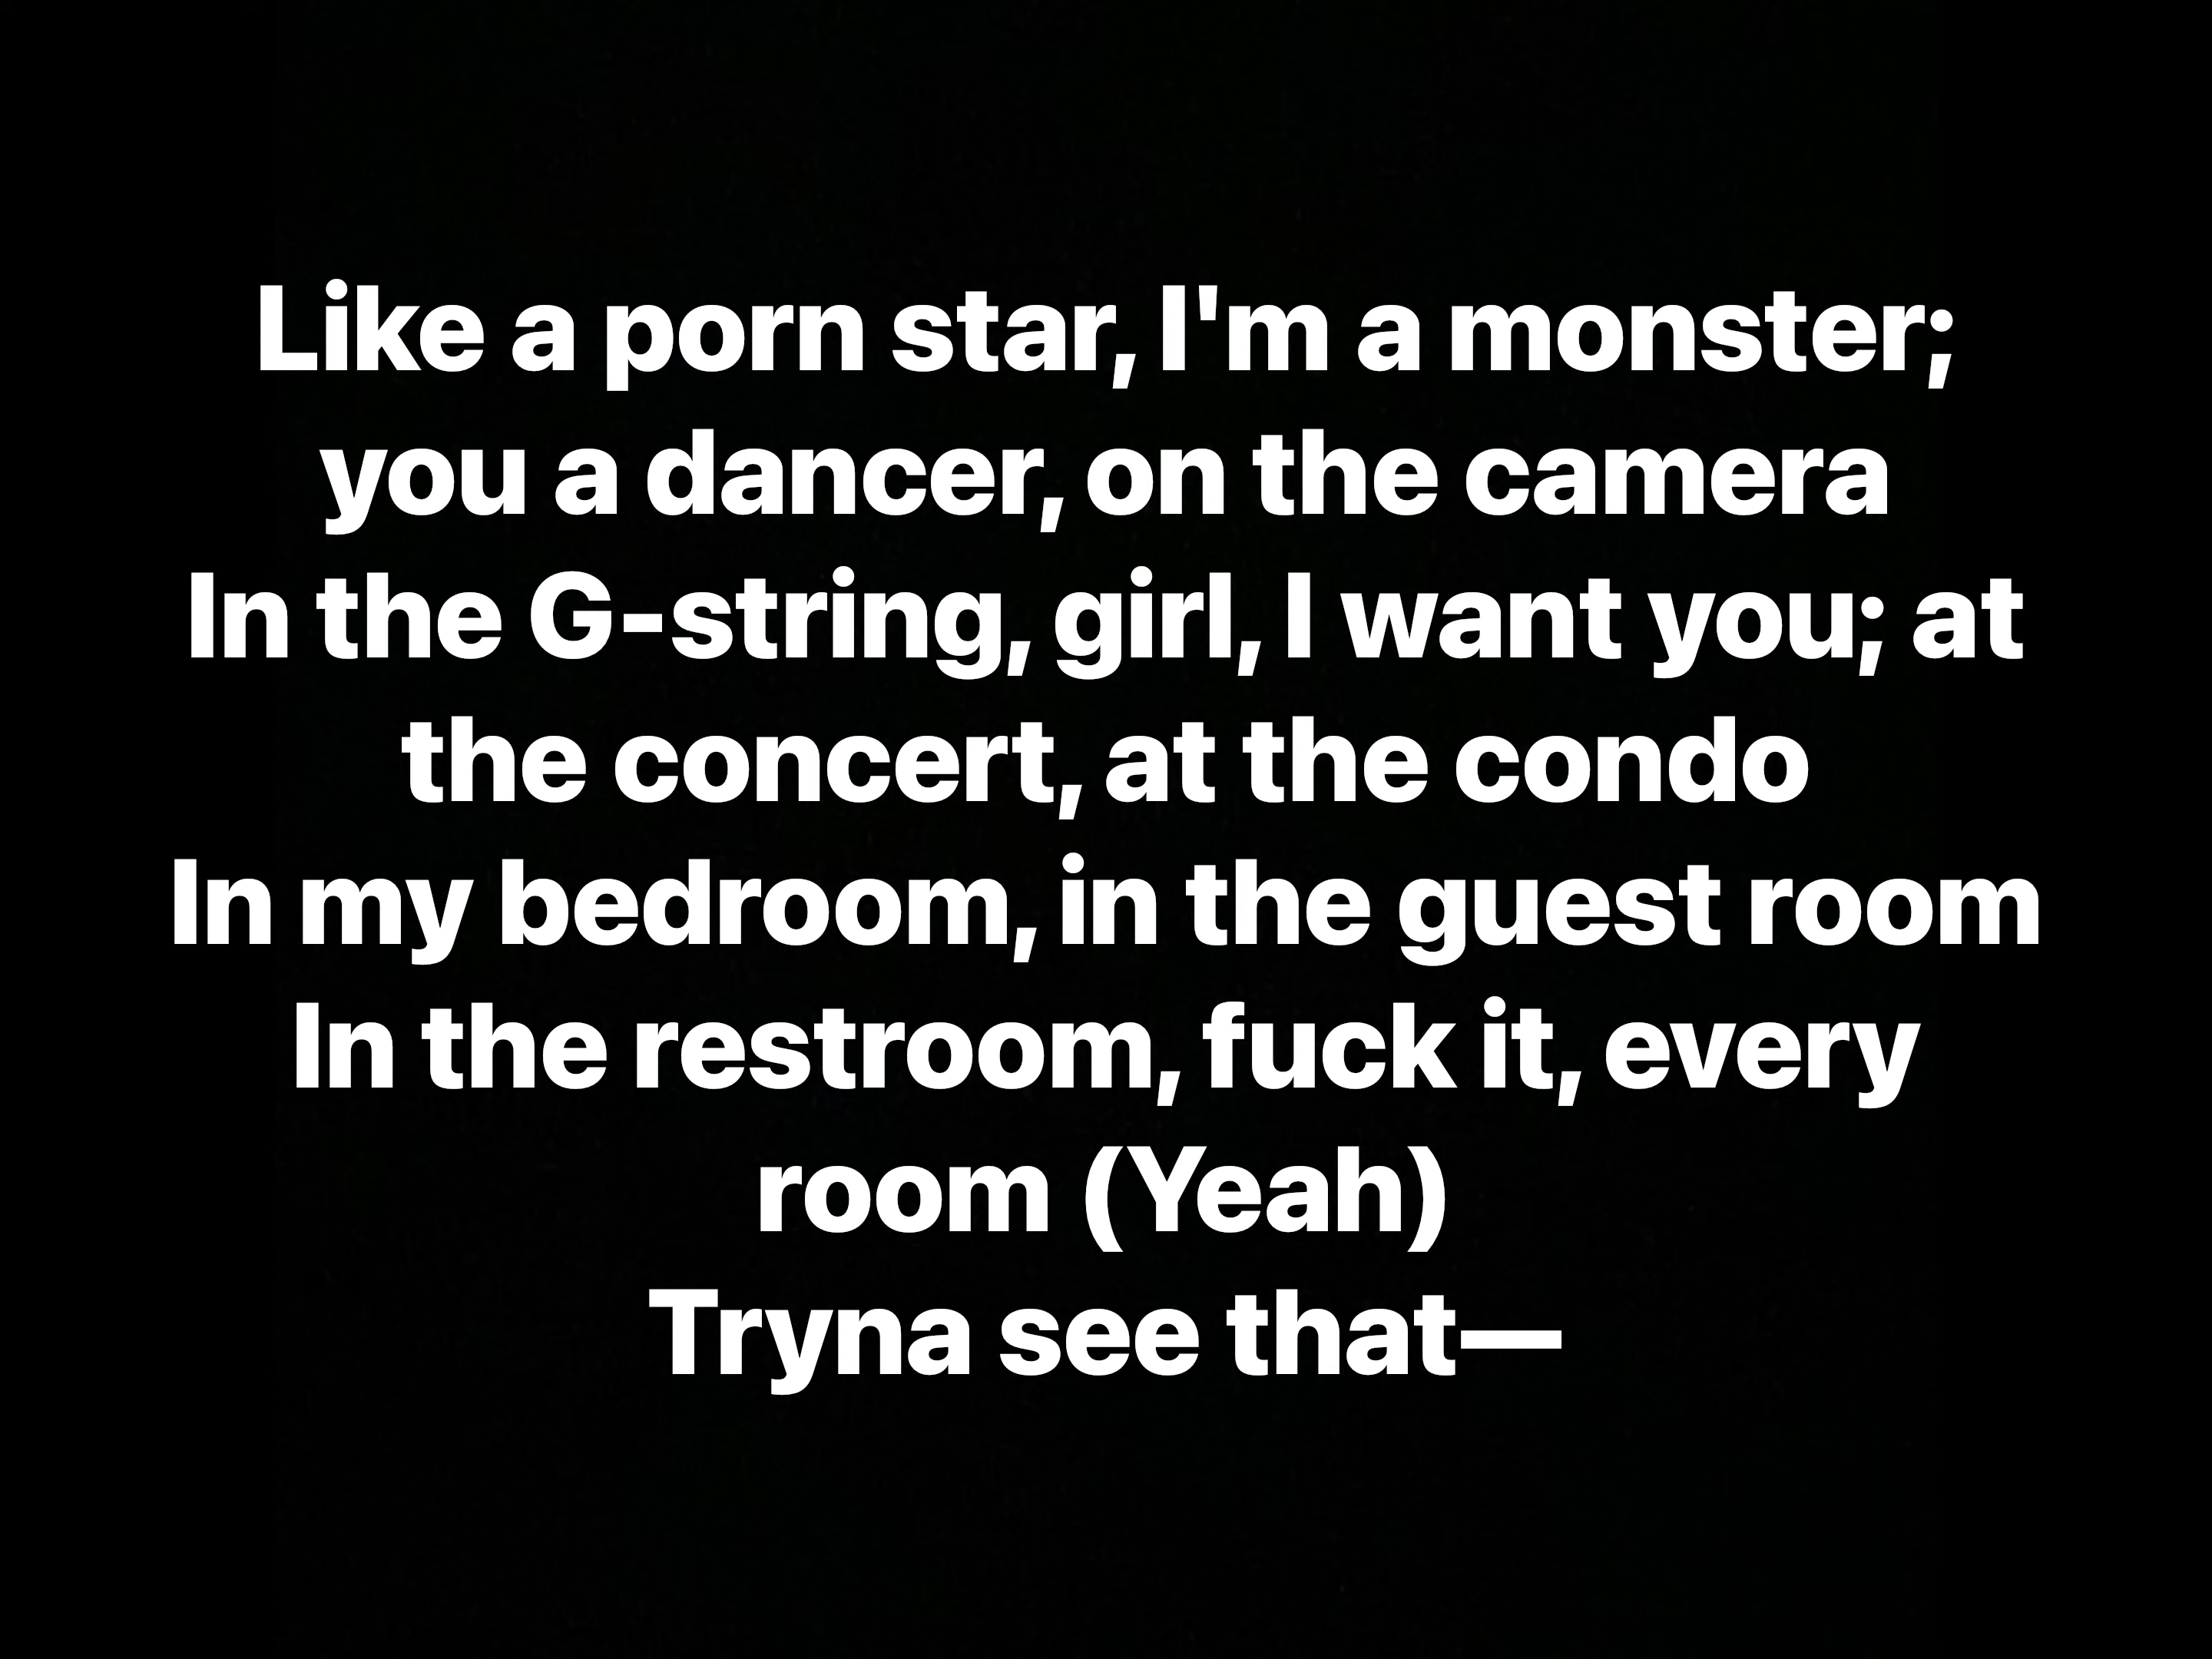 Like a porn star, I'm a monster;
you a dancer, on the camera
In the G-string, girl, I want you; at
the concert, at the condo
In my bedroom, in the guest room
In the restroom, fuck it, every
room (Yeah)
Tryna see that—